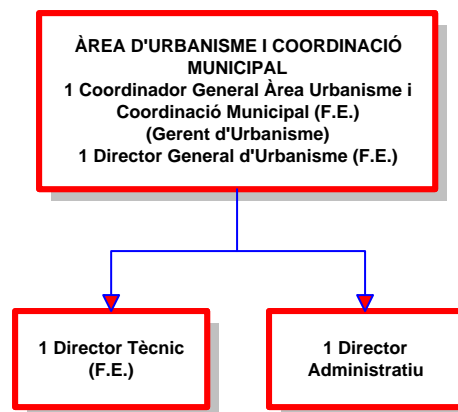 ÀREA D'URBANISME I COORDINACIÓ
MUNICIPAL
1 Coordinador General Àrea Urbanisme i
Coordinació Municipal (F.E.)
(Gerent d'Urbanisme)
1 Director General d'Urbanisme (F.E.)
1 Director Tècnic
(F.E.)
1 Director
Administratiu